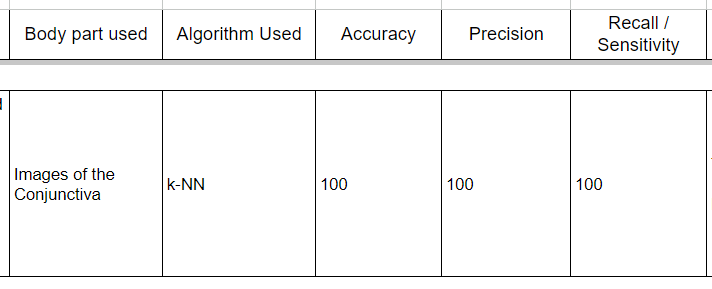 Body part used
Algorithm Used
Accuracy
Precision
Recall /
Sensitivity
Images of the
Conjunctiva
k-NN
100
100
100